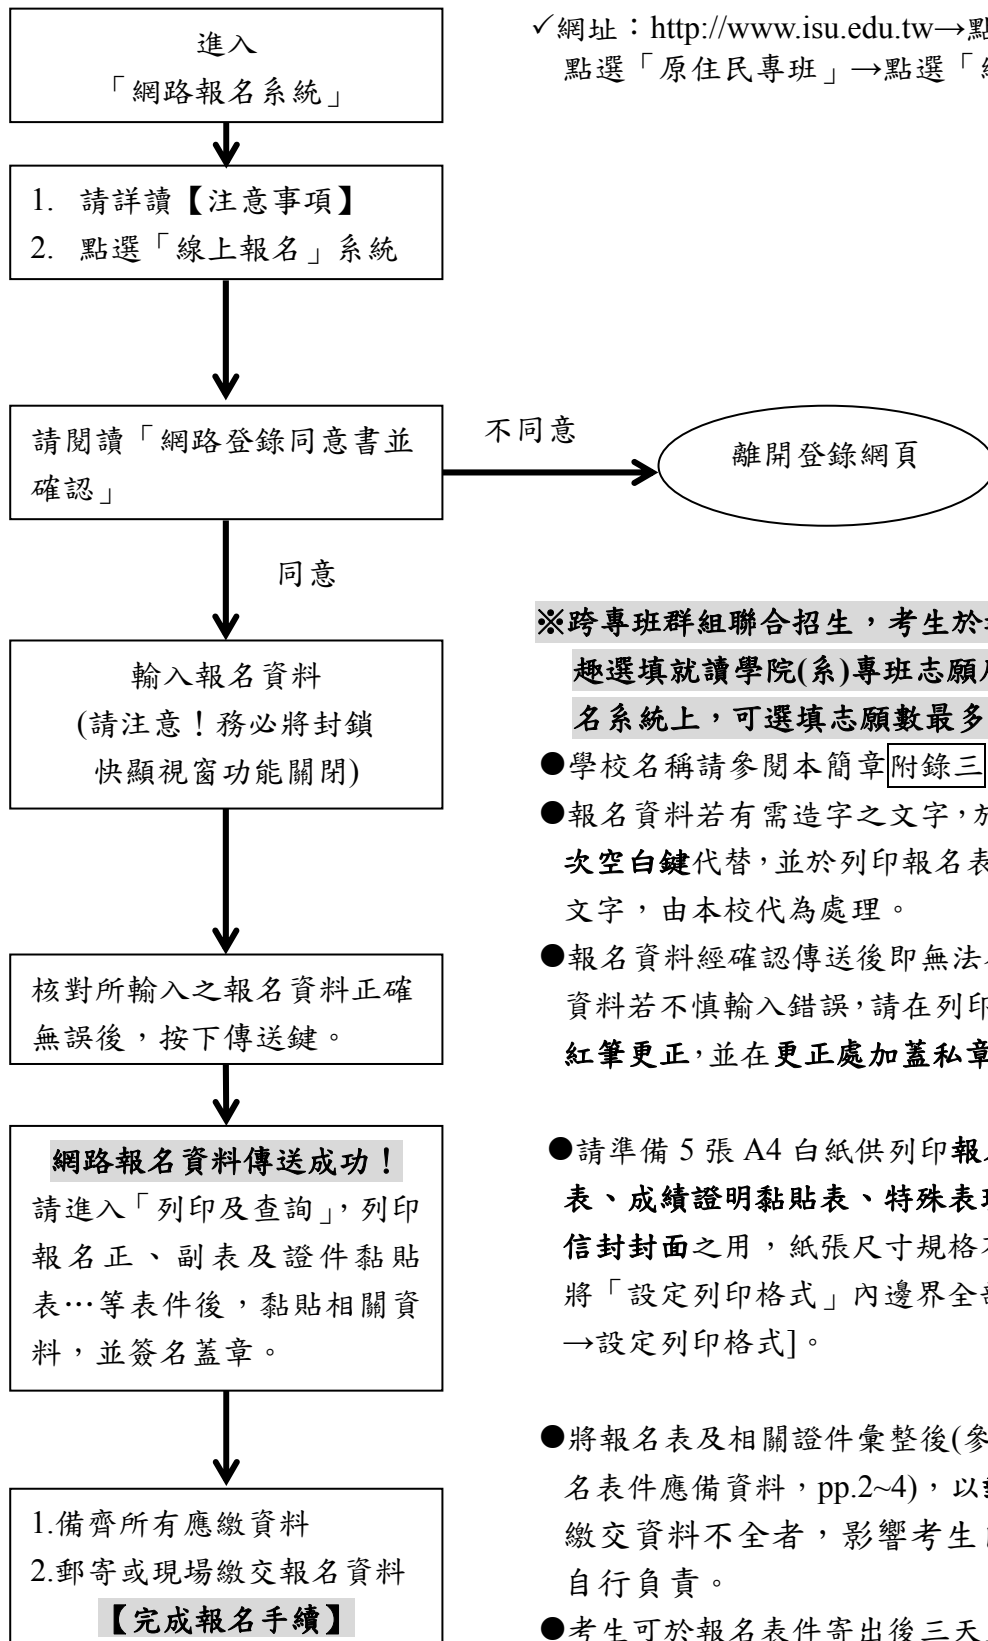 進入
「網路報名系統」
✓網址：http://www.isu.edu.tw→點
點選「原住民專班」→點選「
1. 請詳讀【注意事項】
2. 點選「線上報名」系統
請閱讀「網路登錄同意書並
確認」
不同意
離開登錄網頁
同意
輸入報名資料
(請注意！務必將封鎖
快顯視窗功能關閉)
核對所輸入之報名資料正確
無誤後，按下傳送鍵。
網路報名資料傳送成功！
請進入「列印及查詢」，列印
報名正、副表及證件黏貼
表…等表件後，黏貼相關資
料，並簽名蓋章。
1.備齊所有應繳資料
2.郵寄或現場繳交報名資料
【完成報名手續】
※跨專班群組聯合招生，考生於
趣選填就讀學院(系)專班志願
名系統上，可選填志願數最多
●學校名稱請參閱本簡章附錄三
●報名資料若有需造字之文字，於
次空白鍵代替，並於列印報名表
文字，由本校代為處理。
●報名資料經確認傳送後即無法
資料若不慎輸入錯誤，請在列印
紅筆更正，並在更正處加蓋私章
●請準備 5 張 A4 白紙供列印報
表、成績證明黏貼表、特殊表
信封封面之用，紙張尺寸規格
將「設定列印格式」內邊界全
→設定列印格式]。
●將報名表及相關證件彙整後(參
名表件應備資料，pp.2~4)，以
繳交資料不全者，影響考生
自行負責。
●考生可於報名表件寄出後三天